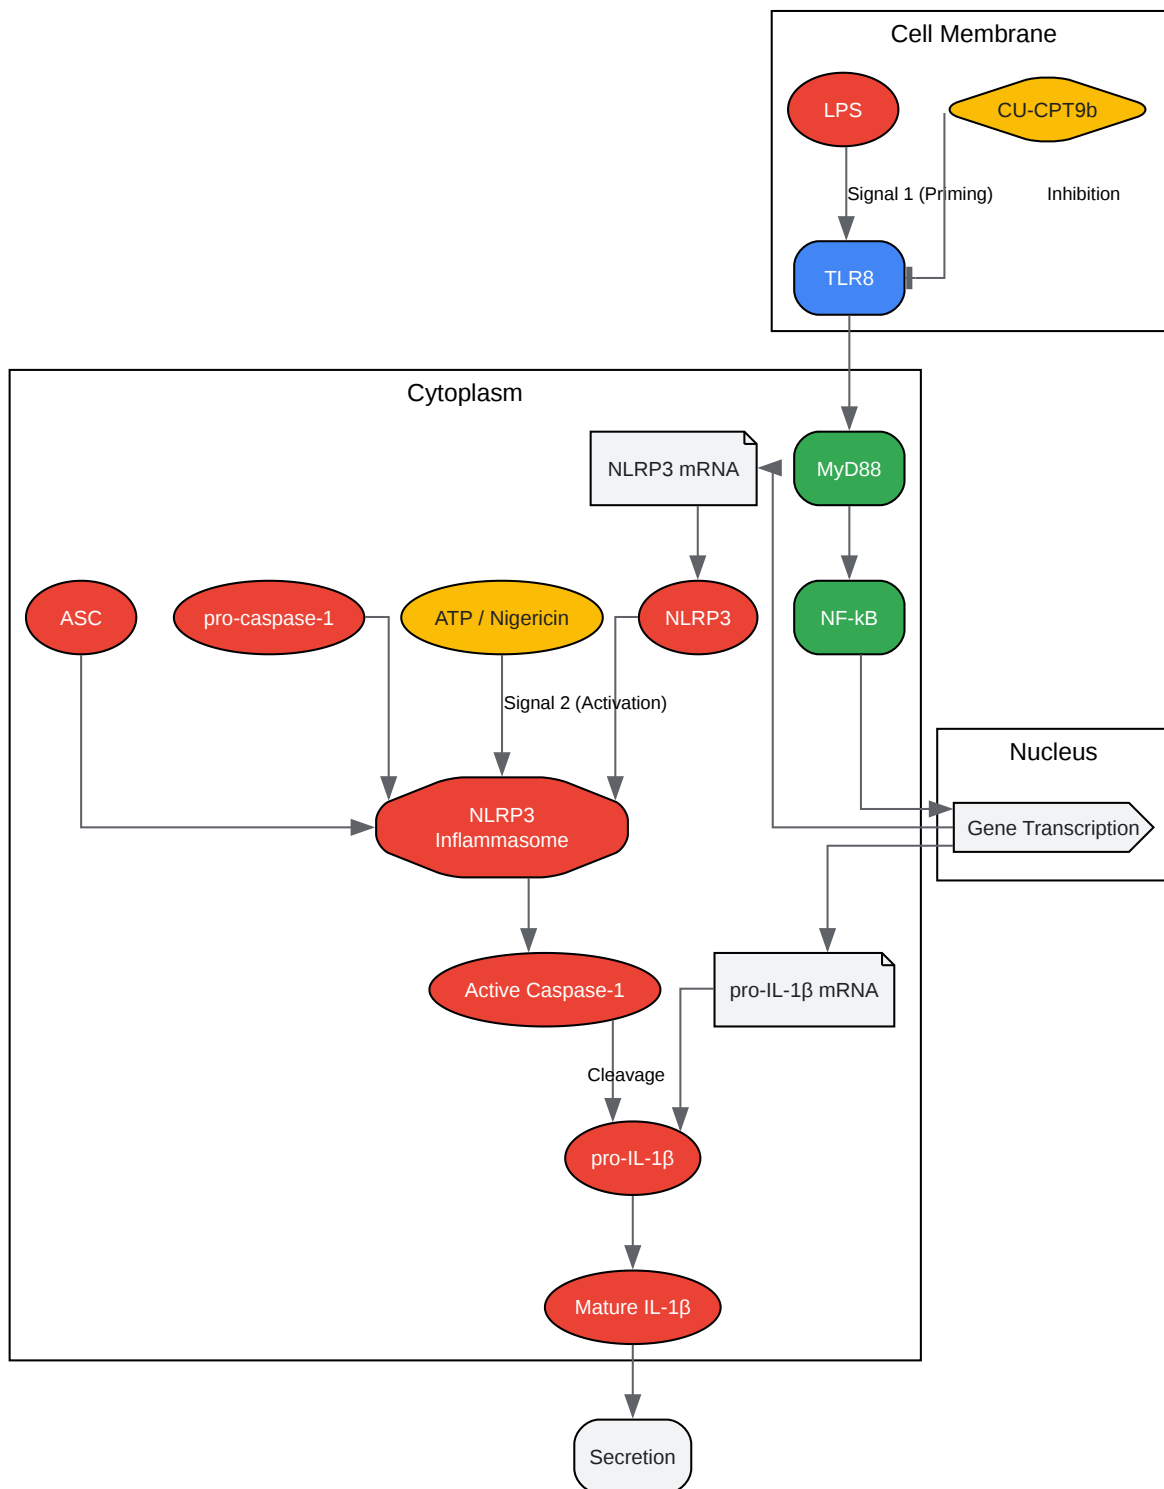 Cell Membrane
LPS
CU-CPT9b
Signal 1 (Priming)
Inhibition
TLR8
Cytoplasm
NLRP3 mRNA
MyD88
ASC
pro-caspase-1
ATP / Nigericin
NLRP3
NF-kB
Signal 2 (Activation)
Nucleus
NLRP3
Inflammasome
Gene Transcription
Active Caspase-1
pro-IL-1β mRNA
Cleavage
pro-IL-1β
Mature IL-1β
Secretion